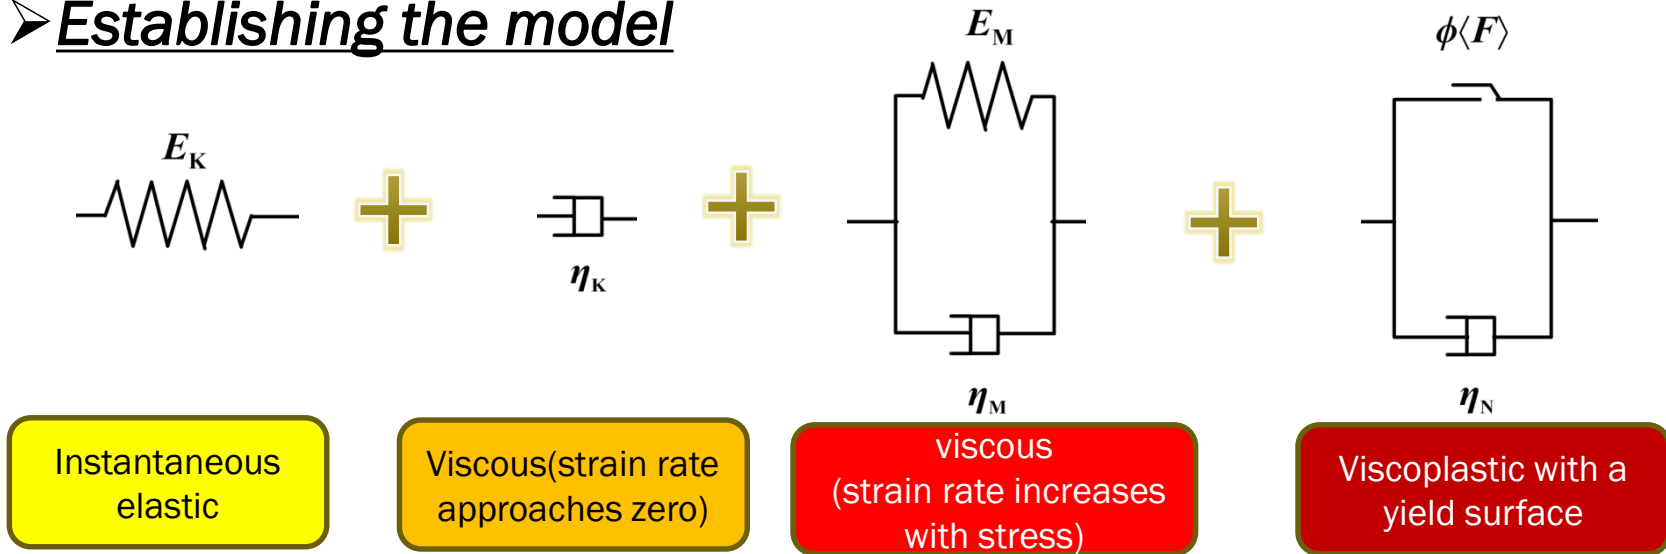 ➢Establishing the model
E_K
η_K
E_M
η_M
ϕ⟨F⟩
η_N
Instantaneous
elastic
Viscous(strain rate
approaches zero)
viscous
(strain rate increases
with stress)
Viscoplastic with a
yield surface